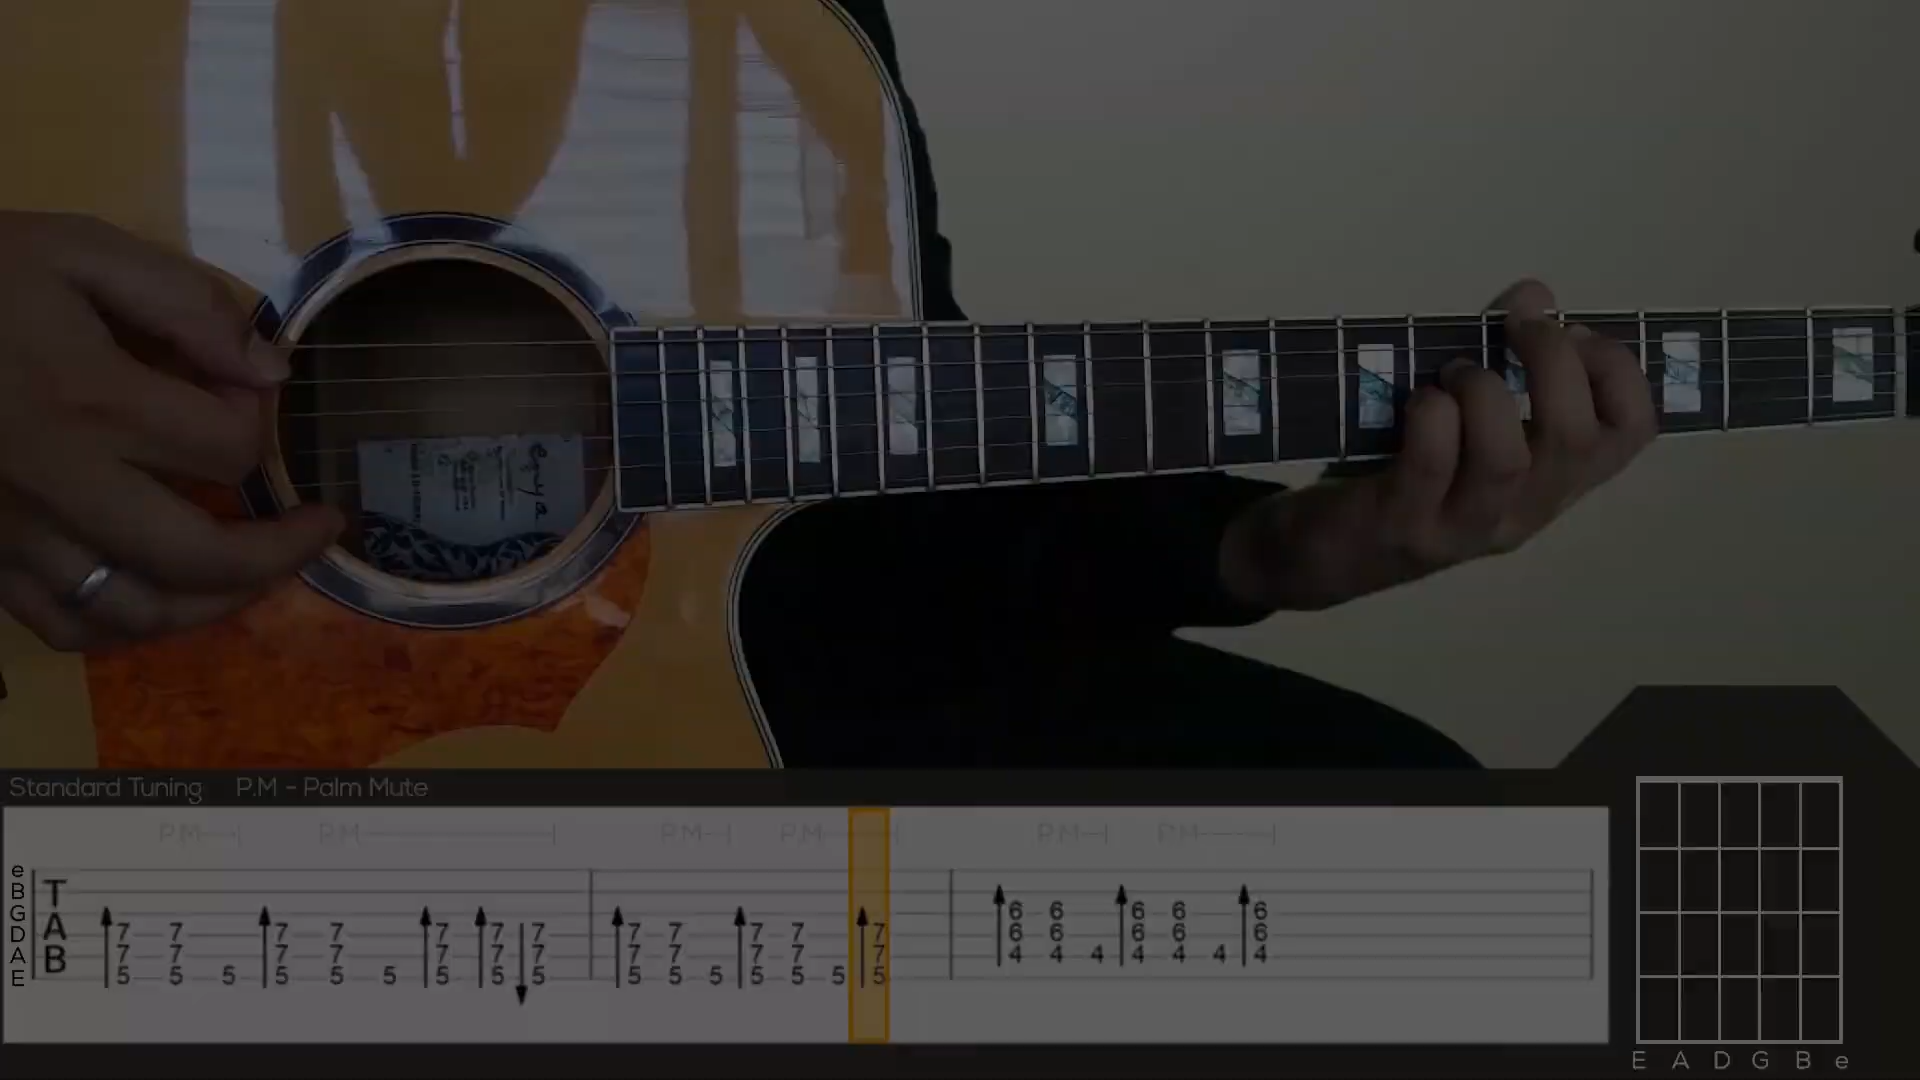 enya
Standard Tuning P.M - Palm Mute
P.M P.M P.M P.M P.M P.M
e
B
G
D
A
E
T
A
B
6 6 6 6 6
7 7 7 7 7 7 7 7 7 7 7 7 7 6 6 6 6 6
7 7 7 7 7 7 7 7 7 7 7 7 7 4 4 4 4 4 4 4
5 5 5 5 5 5 5 5 5 5 5 5 5 5 5 5
E A D G B e